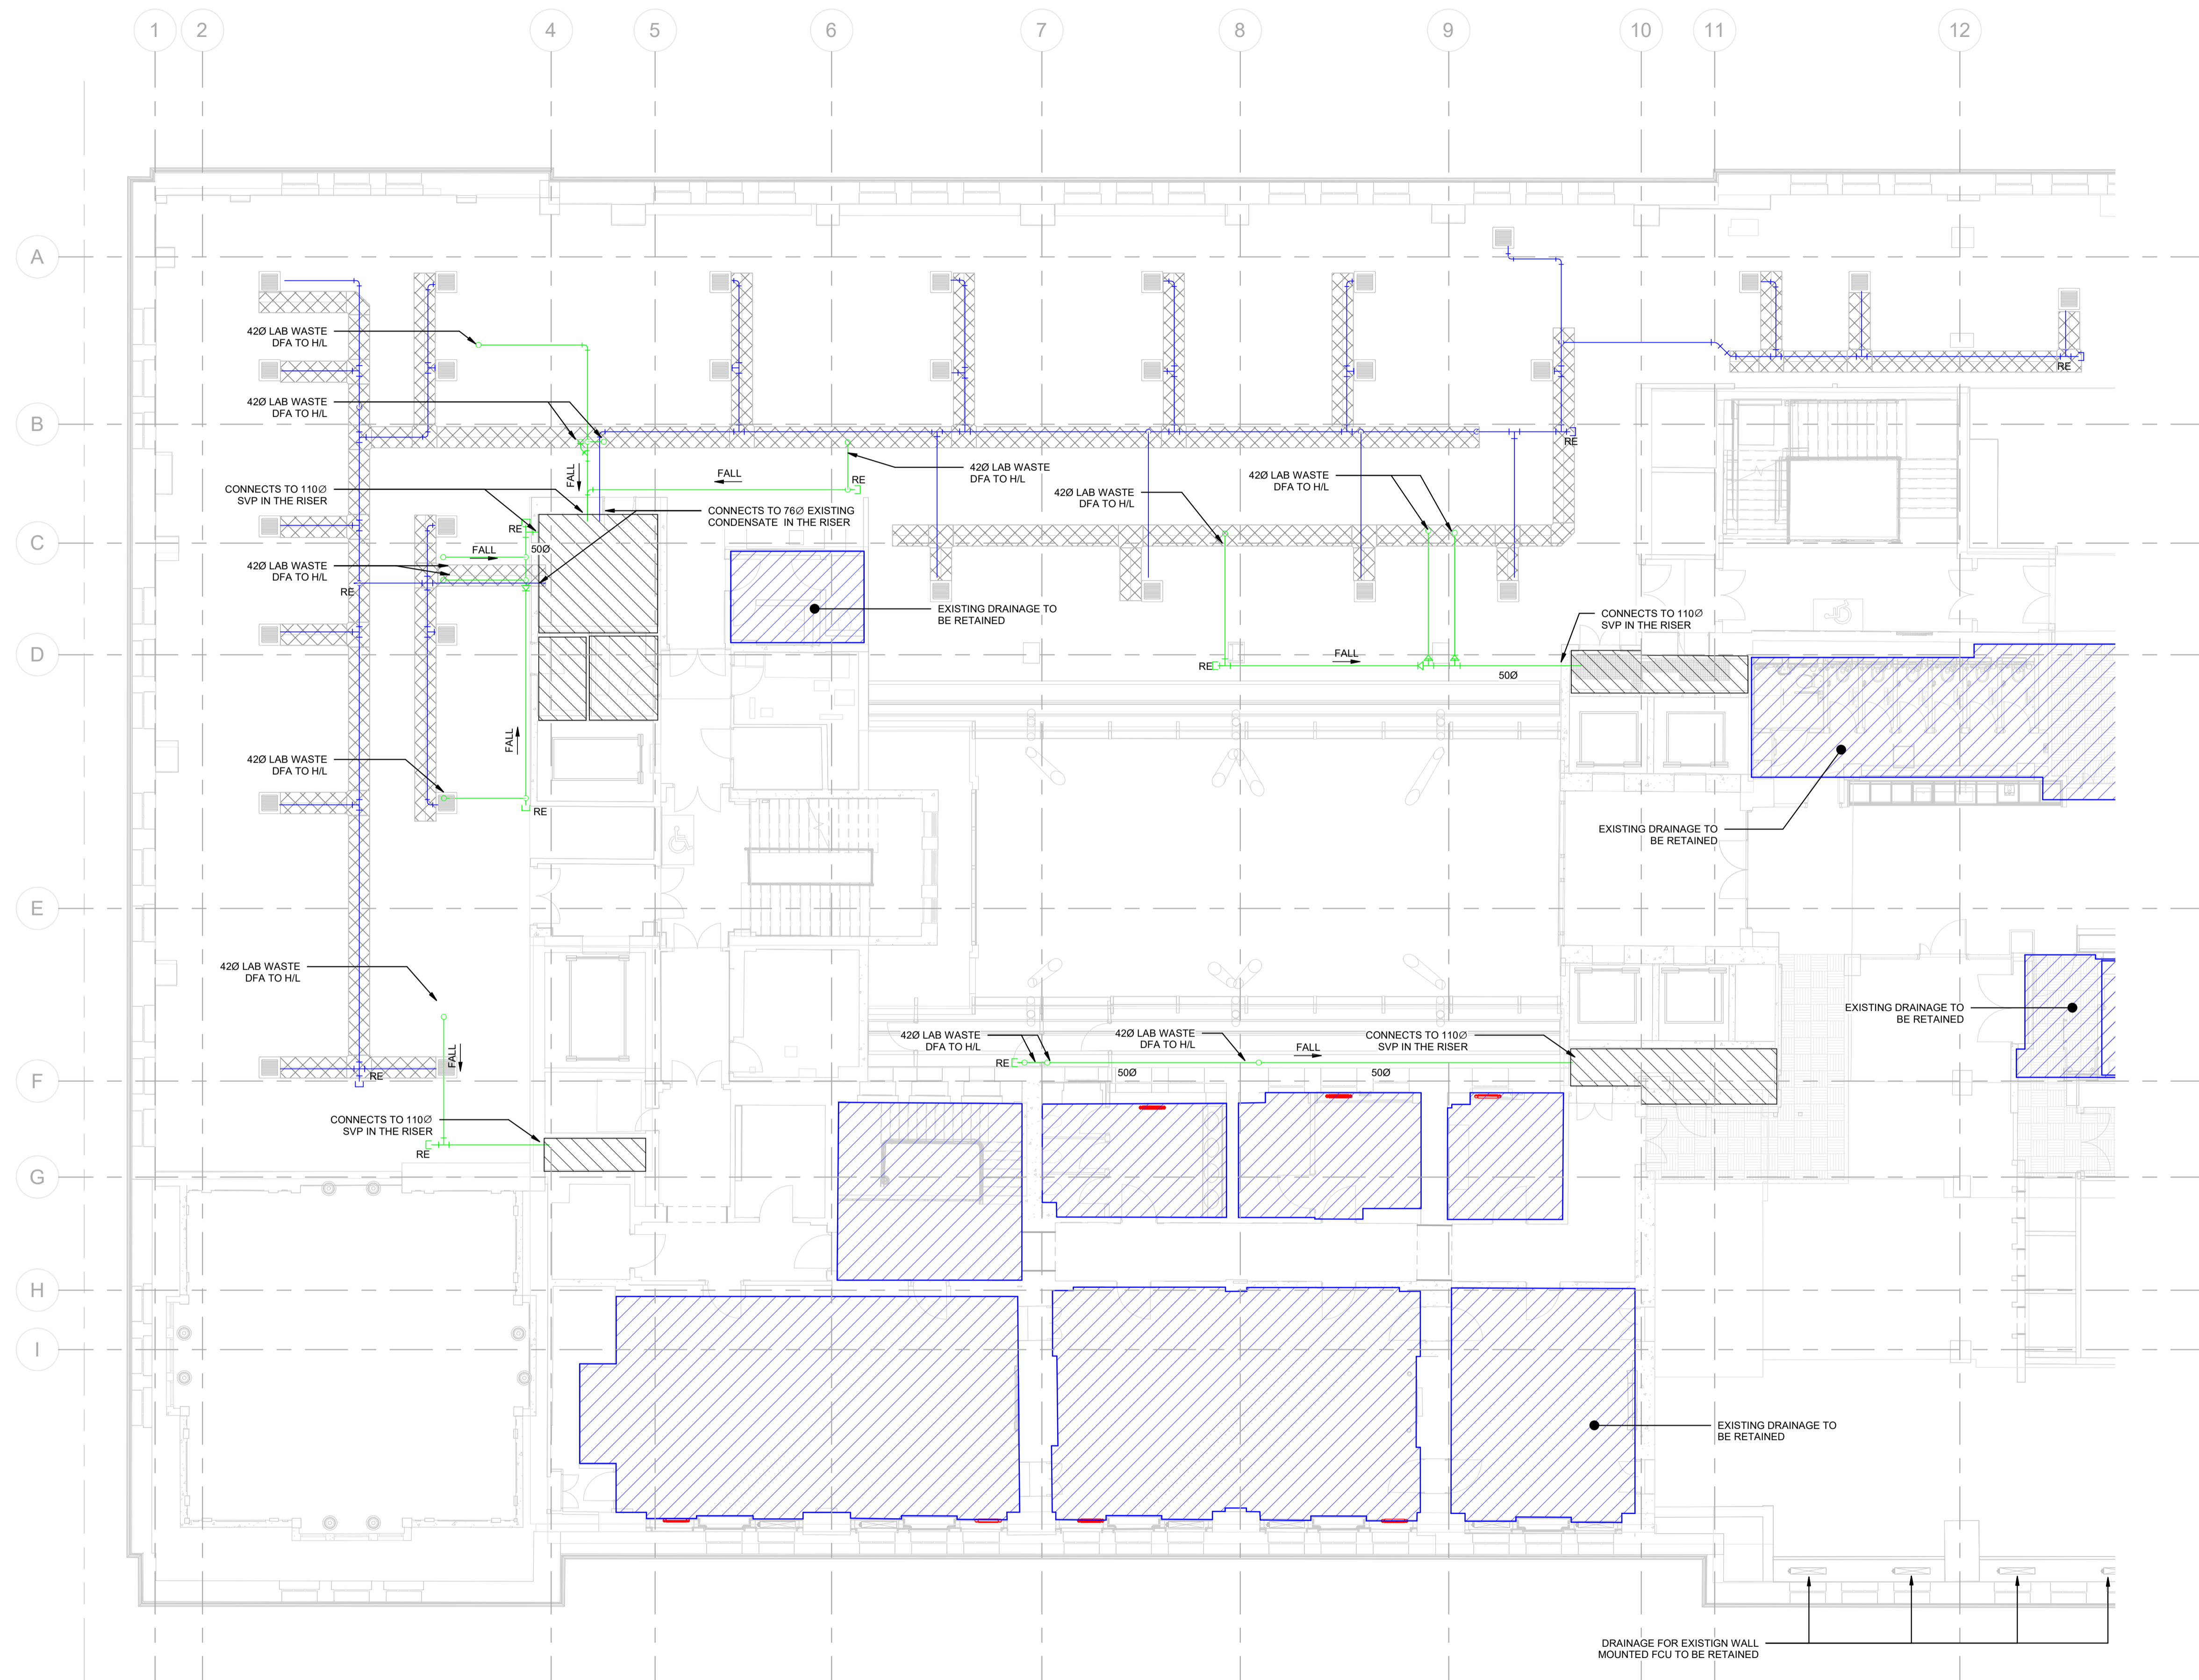 1 2 4 5 6 7 8 9 10 11 12
A
42Ø LAB WASTE
DFA TO H/L
RE
42Ø LAB WASTE
DFA TO H/L
B
RE
FALL
FALL
42Ø LAB WASTE
DFA TO H/L
42Ø LAB WASTE
DFA TO H/L
RE
42Ø LAB WASTE
DFA TO H/L
CONNECTS TO 110Ø
SVP IN THE RISER
CONNECTS TO 76Ø EXISTING
CONDENSATE IN THE RISER
RE
C
FALL
50Ø
42Ø LAB WASTE
DFA TO H/L
RE
EXISTING DRAINAGE TO
BE RETAINED
CONNECTS TO 110Ø
SVP IN THE RISER
D
FALL
RE
50Ø
FALL
42Ø LAB WASTE
DFA TO H/L
RE
EXISTING DRAINAGE TO
BE RETAINED
E
42Ø LAB WASTE
DFA TO H/L
EXISTING DRAINAGE TO
BE RETAINED
42Ø LAB WASTE
DFA TO H/L
42Ø LAB WASTE
DFA TO H/L
CONNECTS TO 110Ø
SVP IN THE RISER
FALL
FALL
RE
50Ø
50Ø
RE
F
CONNECTS TO 110Ø
SVP IN THE RISER
RE
G
H
I
EXISTING DRAINAGE TO
BE RETAINED
DRAINAGE FOR EXISTIGN WALL
MOUNTED FCU TO BE RETAINED